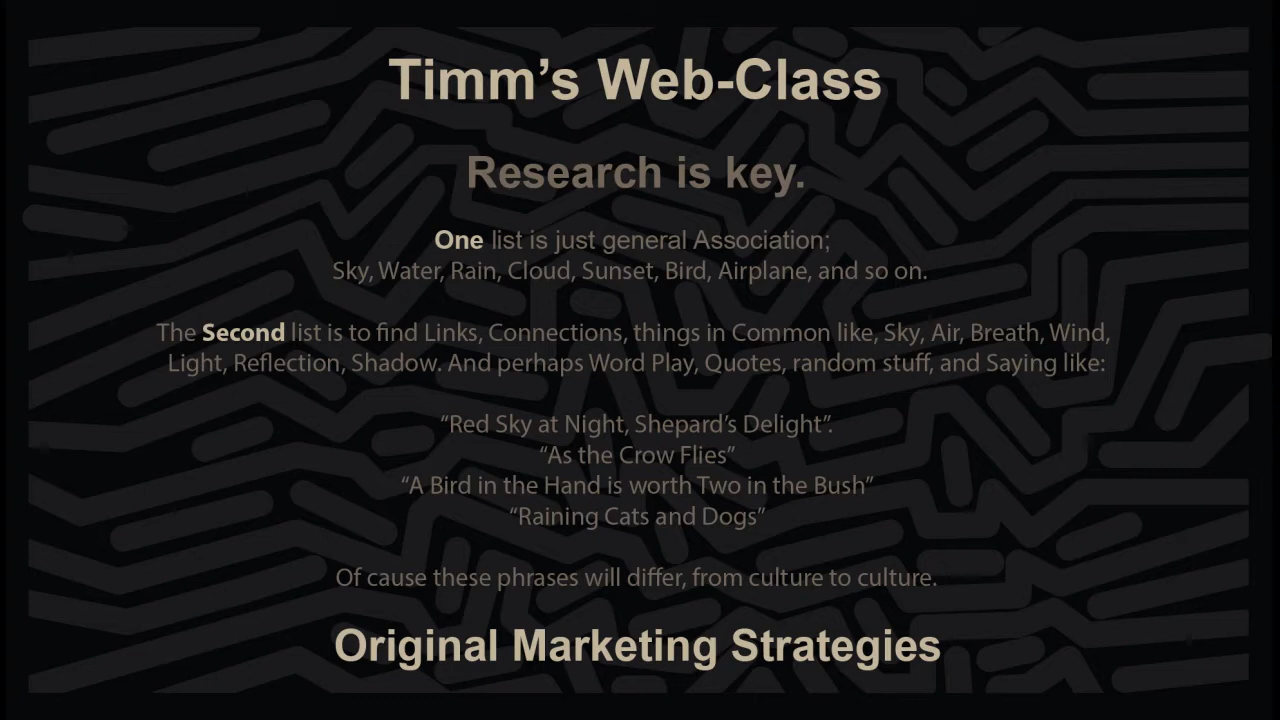 Timm’s Web-Class
Research is key.
One list is just general Association;
Sky, Water, Rain, Cloud, Sunset, Bird, Airplane, and so on.
The Second list is to find Links, Connections, things in Common like, Sky, Air, Breath, Wind,
Light, Reflection, Shadow. And perhaps Word Play, Quotes, random stuff, and Saying like:
“Red Sky at Night, Shepard’s Delight”.
“As the Crow Flies”
“A Bird in the Hand is worth Two in the Bush”
“Raining Cats and Dogs”
Of cause these phrases will differ, from culture to culture.
Original Marketing Strategies